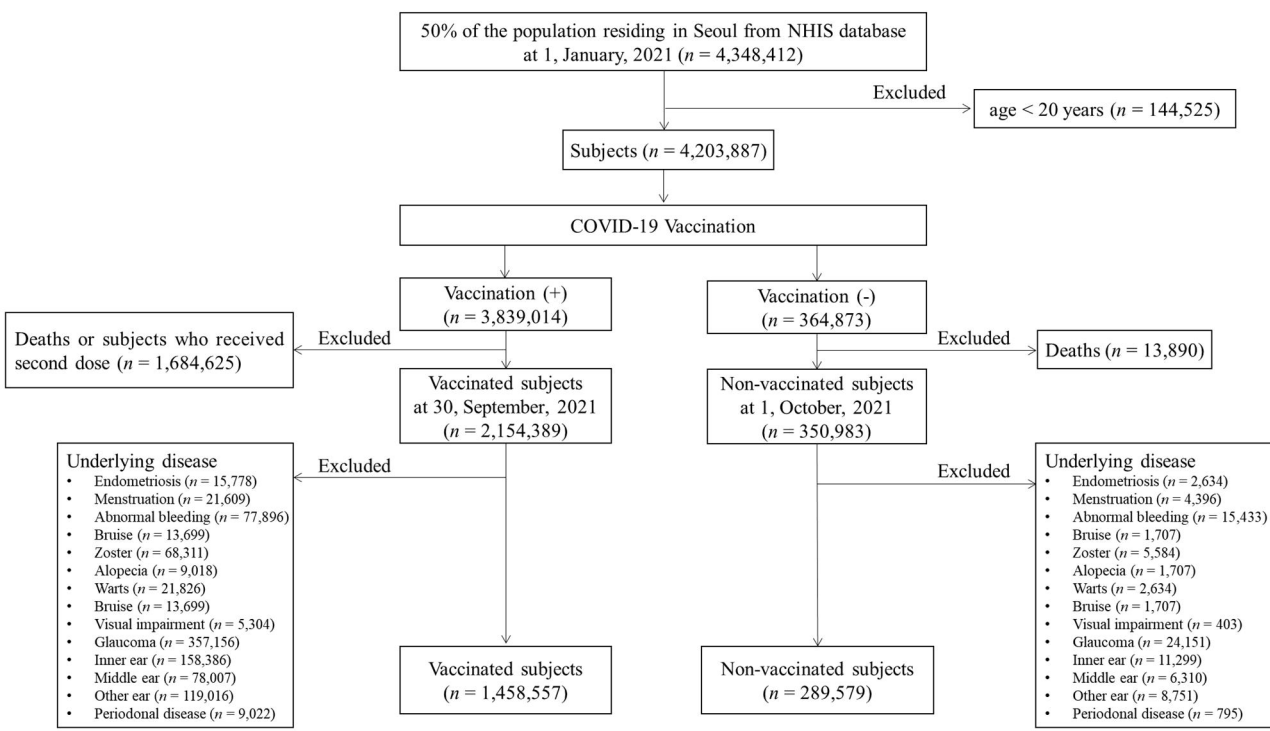 50% of the population residing in Seoul from NHIS database
at 1, January, 2021 (n = 4,348,412)
Excluded
age < 20 years (n = 144,525)
Subjects (n = 4,203,887)
COVID-19 Vaccination
Vaccination (+)
(n = 3,839,014)
Vaccination (-)
(n = 364,873)
Excluded
Deaths or subjects who received
second dose (n = 1,684,625)
Excluded
Deaths (n = 13,890)
Vaccinated subjects
at 30, September, 2021
(n = 2,154,389)
Non-vaccinated subjects
at 1, October, 2021
(n = 350,983)
Excluded
Underlying disease
• Endometriosis (n = 15,778)
• Menstruation (n = 21,609)
• Abnormal bleeding (n = 77,896)
• Bruise (n = 13,699)
• Zoster (n = 68,311)
• Alopecia (n = 9,018)
• Warts (n = 21,826)
• Bruise (n = 13,699)
• Visual impairment (n = 5,304)
• Glaucoma (n = 357,156)
• Inner ear (n = 158,386)
• Middle ear (n = 78,007)
• Other ear (n = 119,016)
• Periodonal disease (n = 9,022)
Excluded
Underlying disease
• Endometriosis (n = 2,634)
• Menstruation (n = 4,396)
• Abnormal bleeding (n = 15,433)
• Bruise (n = 1,707)
• Zoster (n = 5,584)
• Alopecia (n = 1,707)
• Warts (n = 2,634)
• Bruise (n = 1,707)
• Visual impairment (n = 403)
• Glaucoma (n = 24,151)
• Inner ear (n = 11,299)
• Middle ear (n = 6,310)
• Other ear (n = 8,751)
• Periodonal disease (n = 795)
Vaccinated subjects
(n = 1,458,557)
Non-vaccinated subjects
(n = 289,579)